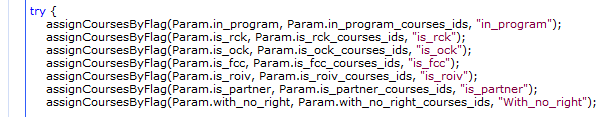 try {
assignCoursesByFlag(Param.in_program, Param.in_program_courses_ids, "in_program");
assignCoursesByFlag(Param.is_rck, Param.is_rck_courses_ids, "is_rck");
assignCoursesByFlag(Param.is_ock, Param.is_ock_courses_ids, "is_ock");
assignCoursesByFlag(Param.is_fcc, Param.is_fcc_courses_ids, "is_fcc");
assignCoursesByFlag(Param.is_roiv, Param.is_roiv_courses_ids, "is_roiv");
assignCoursesByFlag(Param.is_partner, Param.is_partner_courses_ids, "is_partner");
assignCoursesByFlag(Param.with_no_right, Param.with_no_right_courses_ids, "With_no_right");